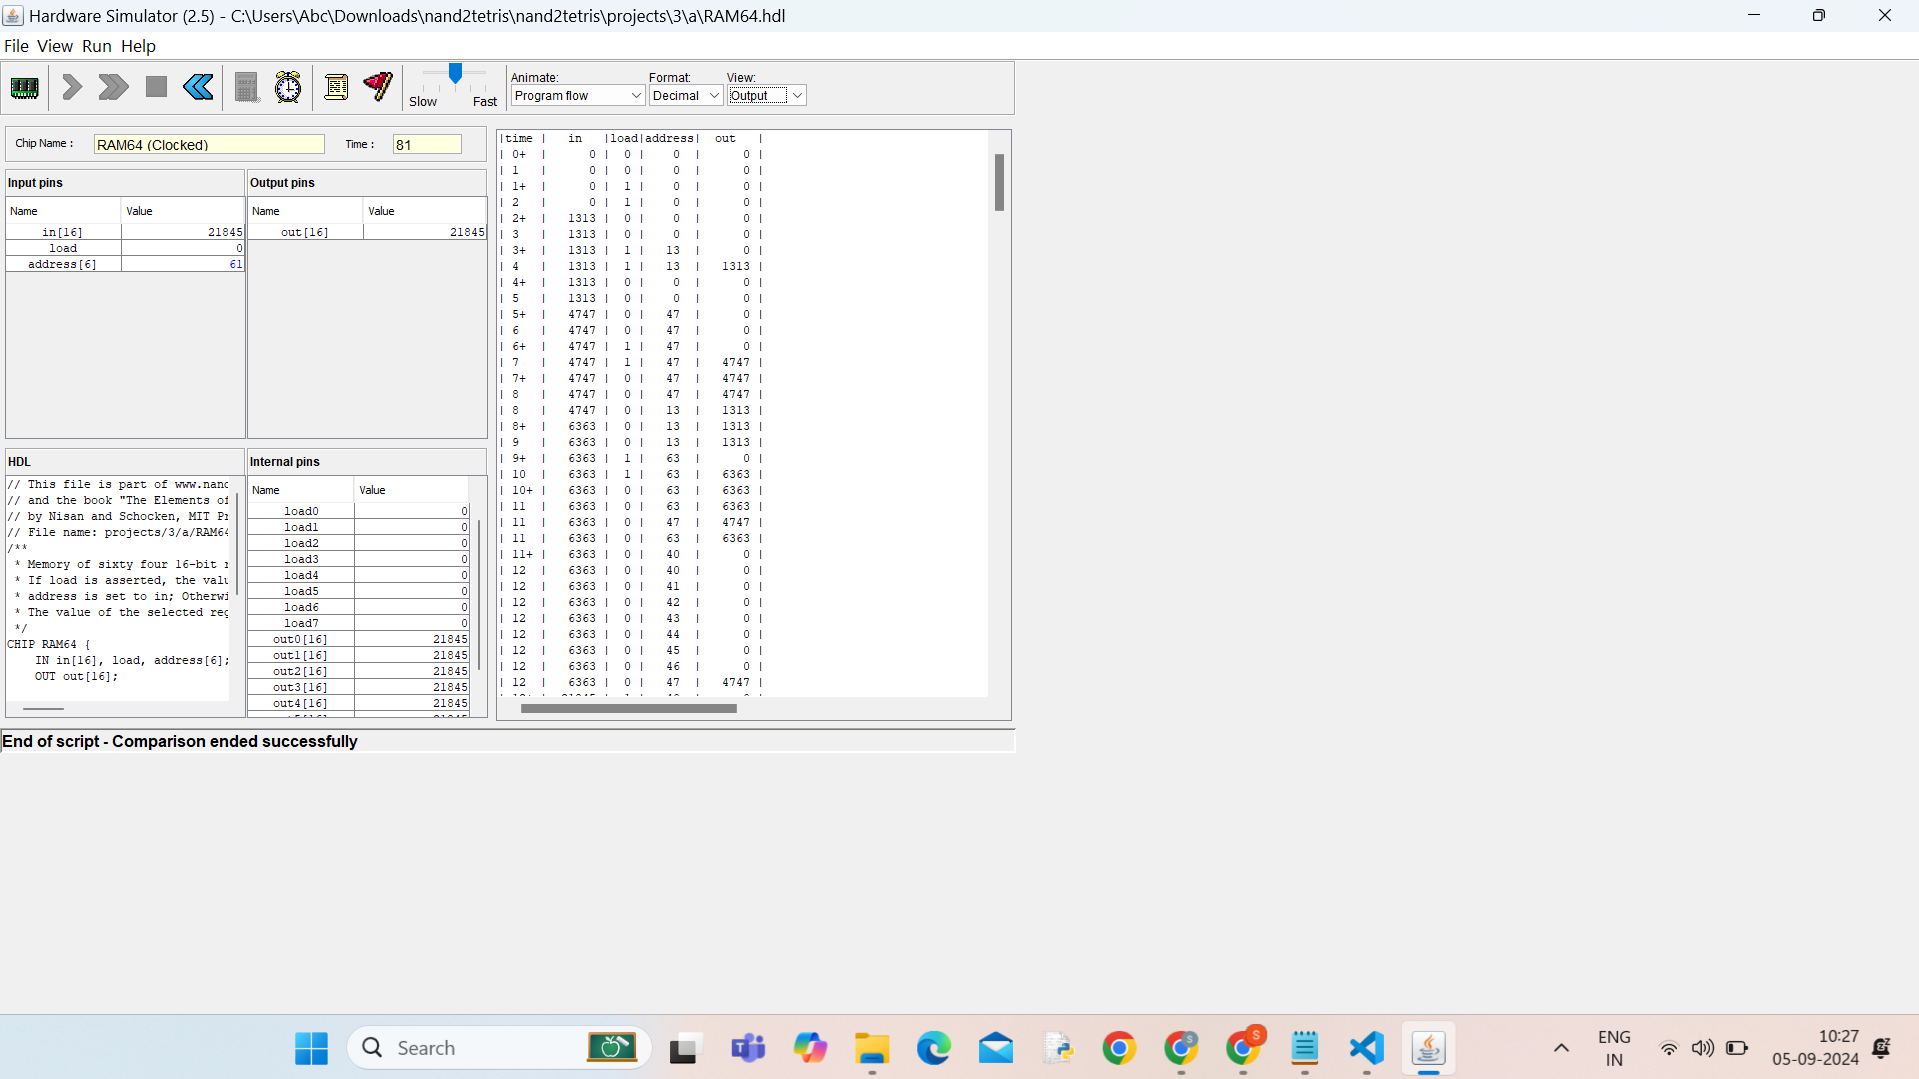 Hardware Simulator (2.5) - C:\Users\Abc\Downloads\nand2tetris\nand2tetris\projects\3\a\RAM64.hdl
File View Run Help
Slow Fast
Animate: Format: View:
Program flow Decimal Output
Chip Name : RAM64 (Clocked) Time : 81
Input pins
Name Value
in[16] 21845
load 0
address[6] 61
Output pins
Name Value
out[16] 21845
HDL
// This file is part of www.nand
// and the book "The Elements of
// by Nisan and Schocken, MIT Pr
// File name: projects/3/a/RAM64
/**
* Memory of sixty four 16-bit r
* If load is asserted, the valu
* address is set to in; Otherwi
* The value of the selected reg
*/
CHIP RAM64 {
IN in[16], load, address[6];
OUT out[16];
Internal pins
Name Value
load0 0
load1 0
load2 0
load3 0
load4 0
load5 0
load6 0
load7 0
out0[16] 21845
out1[16] 21845
out2[16] 21845
out3[16] 21845
out4[16] 21845
|time | in |load|address| out |
| 0+ | 0 | 0 | 0 | 0 |
| 1 | 0 | 0 | 0 | 0 |
| 1+ | 0 | 1 | 0 | 0 |
| 2 | 0 | 1 | 0 | 0 |
| 2+ | 1313 | 0 | 0 | 0 |
| 3 | 1313 | 0 | 0 | 0 |
| 3+ | 1313 | 1 | 13 | 0 |
| 4 | 1313 | 1 | 13 | 1313 |
| 4+ | 1313 | 0 | 0 | 0 |
| 5 | 1313 | 0 | 0 | 0 |
| 5+ | 4747 | 0 | 47 | 0 |
| 6 | 4747 | 0 | 47 | 0 |
| 6+ | 4747 | 1 | 47 | 0 |
| 7 | 4747 | 1 | 47 | 4747 |
| 7+ | 4747 | 0 | 47 | 4747 |
| 8 | 4747 | 0 | 47 | 4747 |
| 8 | 4747 | 0 | 13 | 1313 |
| 8+ | 6363 | 0 | 13 | 1313 |
| 9 | 6363 | 0 | 13 | 1313 |
| 9+ | 6363 | 1 | 63 | 0 |
| 10 | 6363 | 1 | 63 | 6363 |
| 10+ | 6363 | 0 | 63 | 6363 |
| 11 | 6363 | 0 | 63 | 6363 |
| 11 | 6363 | 0 | 47 | 4747 |
| 11 | 6363 | 0 | 63 | 6363 |
| 11+ | 6363 | 0 | 40 | 0 |
| 12 | 6363 | 0 | 40 | 0 |
| 12 | 6363 | 0 | 41 | 0 |
| 12 | 6363 | 0 | 42 | 0 |
| 12 | 6363 | 0 | 43 | 0 |
| 12 | 6363 | 0 | 44 | 0 |
| 12 | 6363 | 0 | 45 | 0 |
| 12 | 6363 | 0 | 46 | 0 |
| 12 | 6363 | 0 | 47 | 4747 |
End of script - Comparison ended successfully
Search
ENG
IN
10:27
05-09-2024